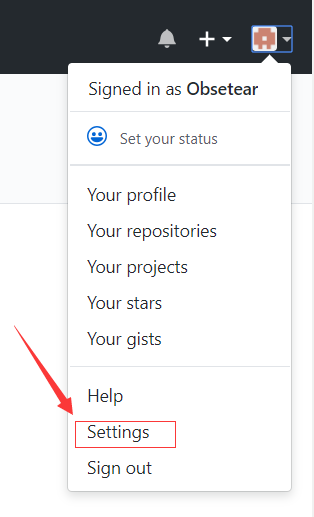 Signed in as Obsetear
Set your status
Your profile
Your repositories
Your projects
Your stars
Your gists
Help
Settings
Sign out